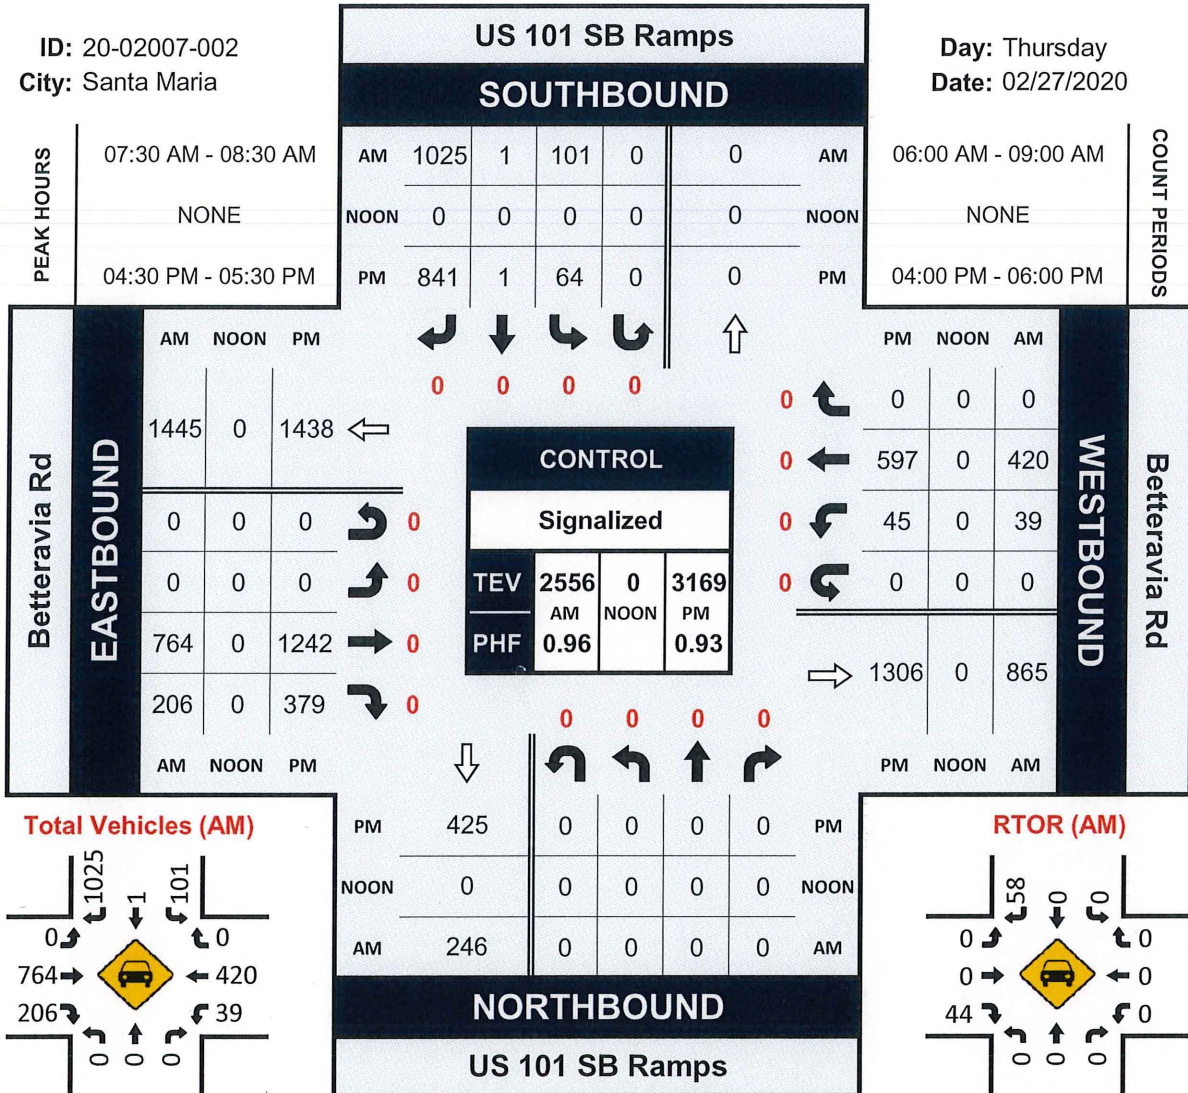 US 101 SB Ramps
ID: 20-02007-002
Day: Thursday
City: Santa Maria
Date: 02/27/2020
SOUTHBOUND
PEAK HOURS
07:30 AM - 08:30 AM
NONE
04:30 PM - 05:30 PM
AM 1025 1 101 0 0 AM
NOON 0 0 0 0 0 NOON
PM 841 1 64 0 0 PM
06:00 AM - 09:00 AM
NONE
04:00 PM - 06:00 PM
COUNT PERIODS
0 0 0 0
Betteravia Rd
EASTBOUND
AM NOON PM
1445 0 1438
0 0 0 0
0 0 0 0
764 0 1242 0
206 0 379 0
AM NOON PM
CONTROL
Signalized
TEV 2556 0 3169
AM NOON PM
PHF 0.96 0.93
PM NOON AM
0 0 0 0
0 597 0 420
0 45 0 39
0 0 0 0
1306 0 865
PM NOON AM
WESTBOUND
Betteravia Rd
0 0 0 0
PM 425 0 0 0 0 PM
NOON 0 0 0 0 0 NOON
AM 246 0 0 0 0 AM
NORTHBOUND
US 101 SB Ramps
Total Vehicles (AM)
1025 1 101
0 0
764 420
206 39
0 0 0
RTOR (AM)
58 0 0
0 0
0 0
44 0
0 0 0